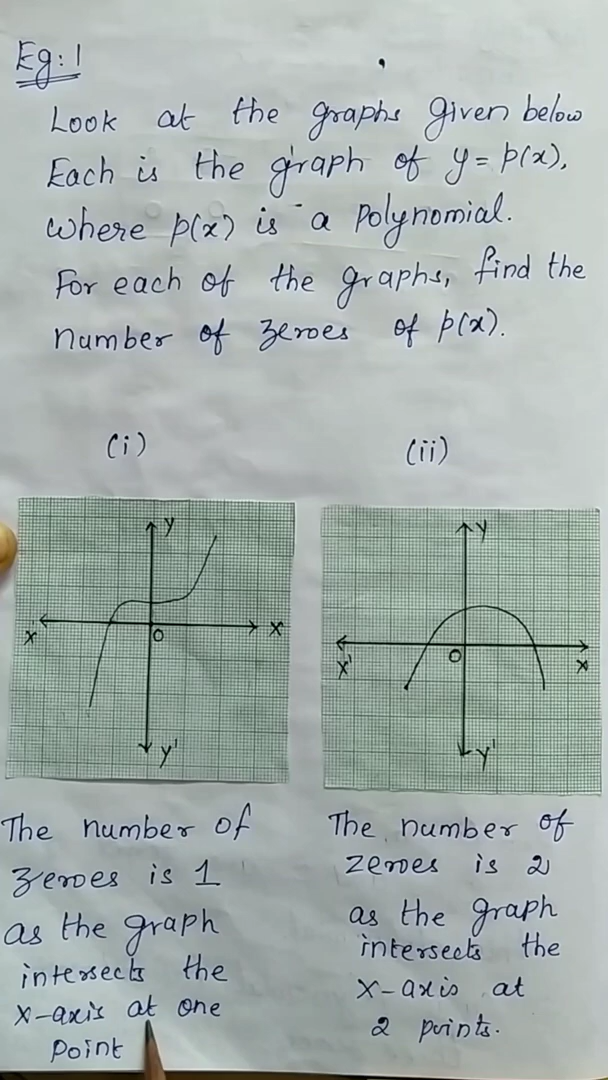 Eg:1
Look at the graphs given below
Each is the graph of y = p(x),
where p(x) is a polynomial.
For each of the graphs, find the
number of zeroes of p(x).
(i)
(ii)
Y
X' O X
Y'
Y
X' O X
Y'
The number of
zeroes is 1
as the graph
intersects the
x-axis at one
point
The number of
zeroes is 2
as the graph
intersects the
x-axis at
2 points.